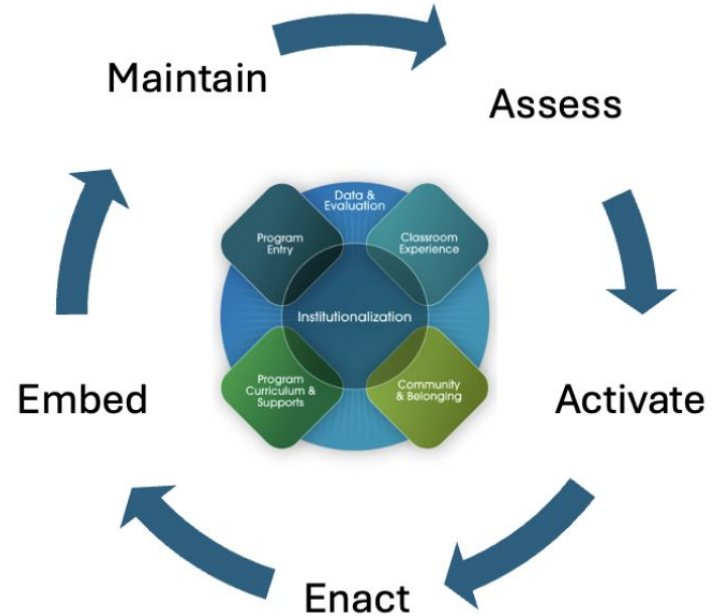 Maintain
Assess
Data &
Evaluation
Program
Entry
Classroom
Experience
Institutionalization
Program
Curriculum &
Supports
Community
& Belonging
Embed
Activate
Enact